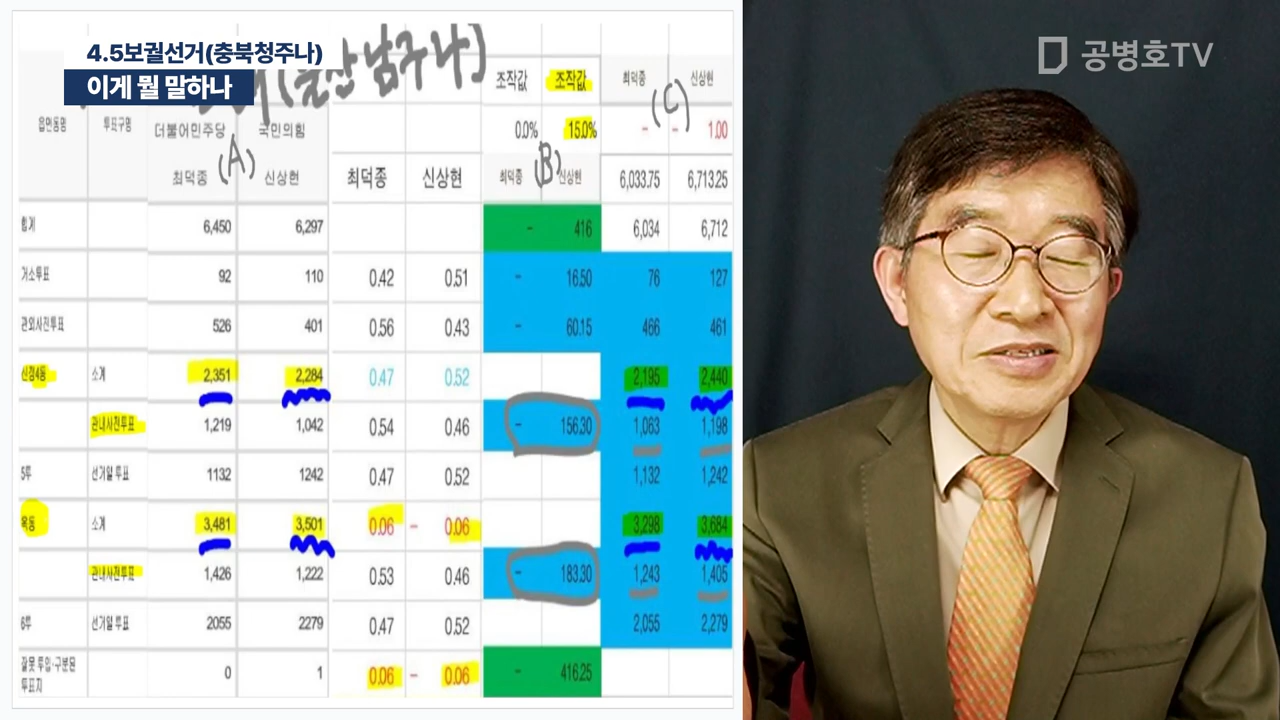 4.5보궐선거(충북청주나)
이게 뭘 말하나
공병호TV
(울산 남구 나)
조작값 조작값 최덕종 신상현
(C)
읍면동명 투표구명 더불어민주당 국민의힘 0.0% 15.0% - - 1.00
(A) (B)
최덕종 신상현 최덕종 신상현 최덕종 신상현 6,033.75 6,713.25
합계 6,450 6,297 - 416 6,034 6,712
거소투표 92 110 0.42 0.51 - 16.50 76 127
관외사전투표 526 401 0.56 0.43 - 60.15 466 461
신정4동 소계 2,351 2,284 0.47 0.52 2,195 2,440
관내사전투표 1,219 1,042 0.54 0.46 - 156.30 1,063 1,198
5투 선거일 투표 1132 1242 0.47 0.52 1,132 1,242
옥동 소계 3,481 3,501 0.06 - 0.06 3,298 3,684
관내사전투표 1,426 1,222 0.53 0.46 - 183.30 1,243 1,405
6투 선거일 투표 2055 2279 0.47 0.52 2,055 2,279
잘못 투입·구분된
투표지 0 1 0.06 - 0.06 - 416.25